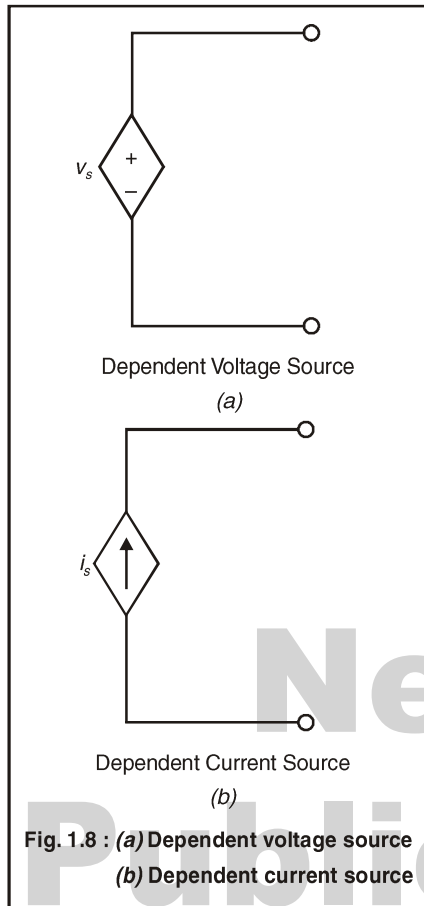 +
v_s
–
Dependent Voltage Source
(a)
i_s
Ne
Dependent Current Source
(b)
Public
Fig. 1.8 : (a) Dependent voltage source
(b) Dependent current source